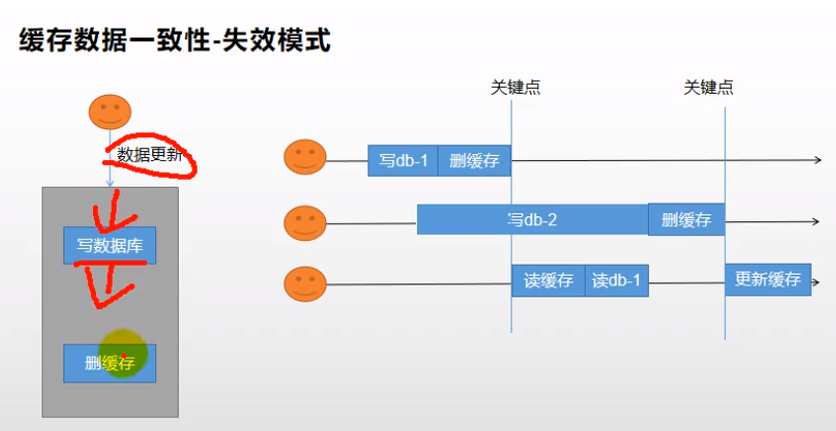 缓存数据一致性-失效模式
数据更新
写数据库
删缓存
关键点
关键点
写db-1
删缓存
写db-2
删缓存
读缓存
读db-1
更新缓存